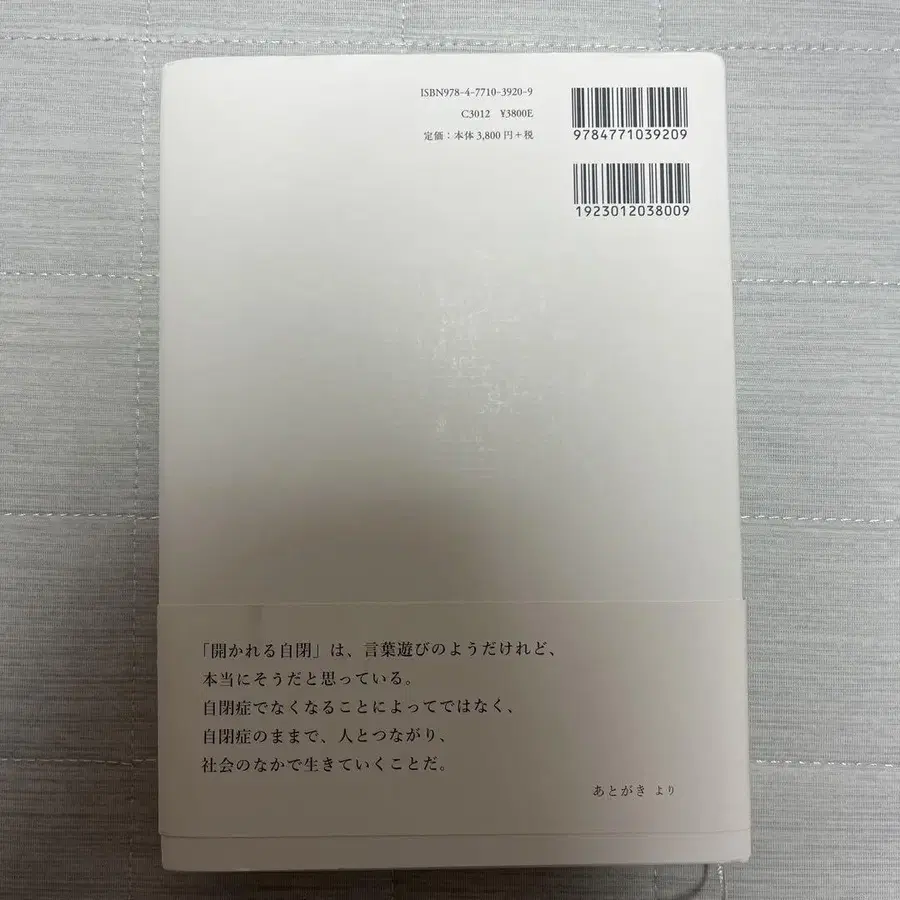 ISBN978-4-7710-3920-9
C3012 ¥3800E
定価：本体3,800円+税
9784771039209
1923012038009
「開かれる自閉」は、言葉遊びのようだけれど、
本当にそうだと思っている。
自閉症でなくなることによってではなく、
自閉症のままで、人とつながり、
社会のなかで生きていくことだ。
あとがき より